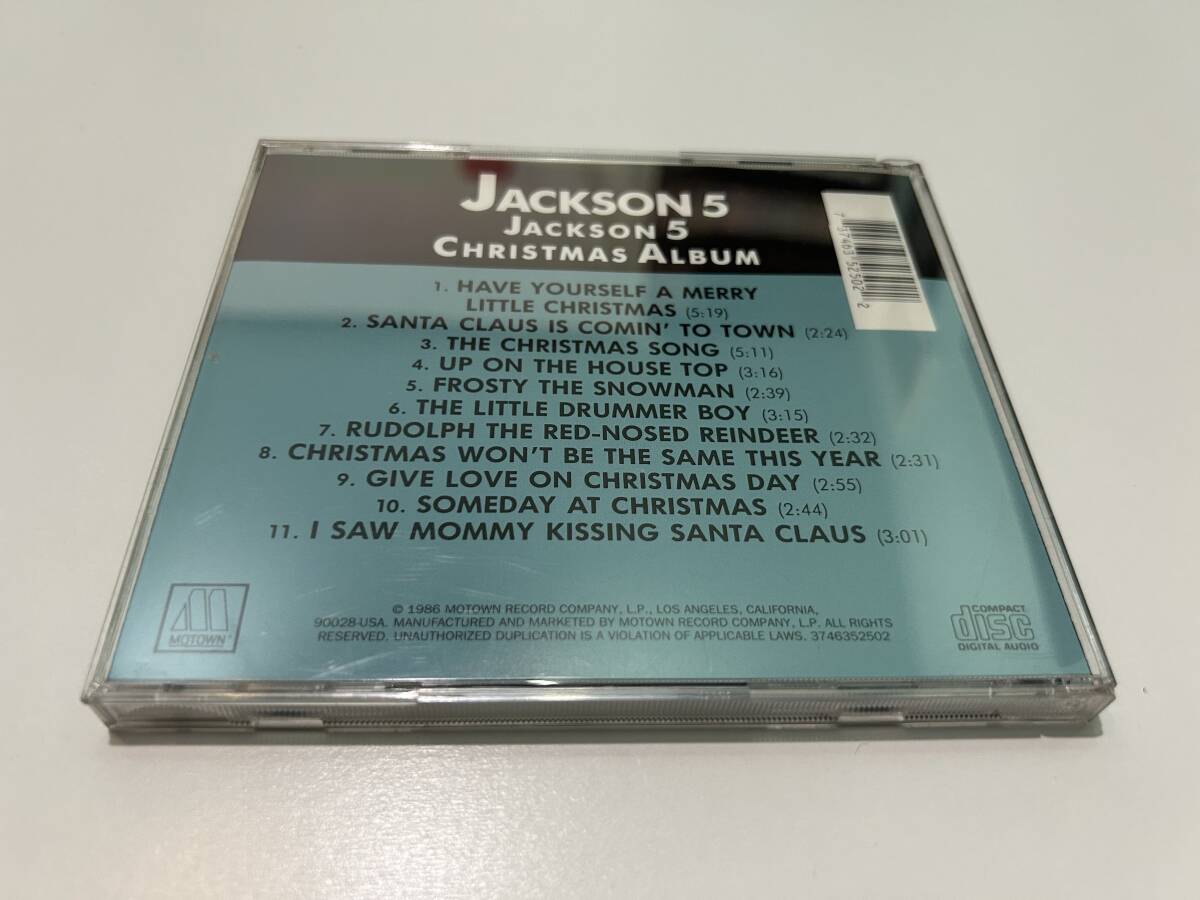 JACKSON 5
JACKSON 5
CHRISTMAS ALBUM
7 37463 52502 2
1. HAVE YOURSELF A MERRY
LITTLE CHRISTMAS (5:19)
2. SANTA CLAUS IS COMIN' TO TOWN (2:24)
3. THE CHRISTMAS SONG (5:11)
4. UP ON THE HOUSE TOP (3:16)
5. FROSTY THE SNOWMAN (2:39)
6. THE LITTLE DRUMMER BOY (3:15)
7. RUDOLPH THE RED-NOSED REINDEER (2:32)
8. CHRISTMAS WON'T BE THE SAME THIS YEAR (2:31)
9. GIVE LOVE ON CHRISTMAS DAY (2:55)
10. SOMEDAY AT CHRISTMAS (2:44)
11. I SAW MOMMY KISSING SANTA CLAUS (3:01)
MOTOWN®
© 1986 MOTOWN RECORD COMPANY, L.P., LOS ANGELES, CALIFORNIA,
90028-USA. MANUFACTURED AND MARKETED BY MOTOWN RECORD COMPANY, L.P. ALL RIGHTS
RESERVED. UNAUTHORIZED DUPLICATION IS A VIOLATION OF APPLICABLE LAWS. 3746352502
COMPACT
disc
DIGITAL AUDIO